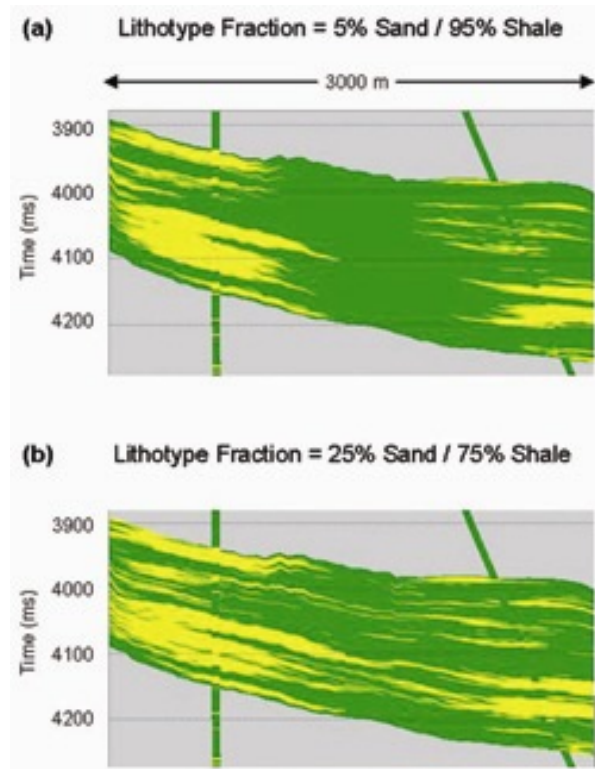 (a) Lithotype Fraction = 5% Sand / 95% Shale
3000 m
3900
4000
4100
4200
Time (ms)
(b) Lithotype Fraction = 25% Sand / 75% Shale
3900
4000
4100
4200
Time (ms)